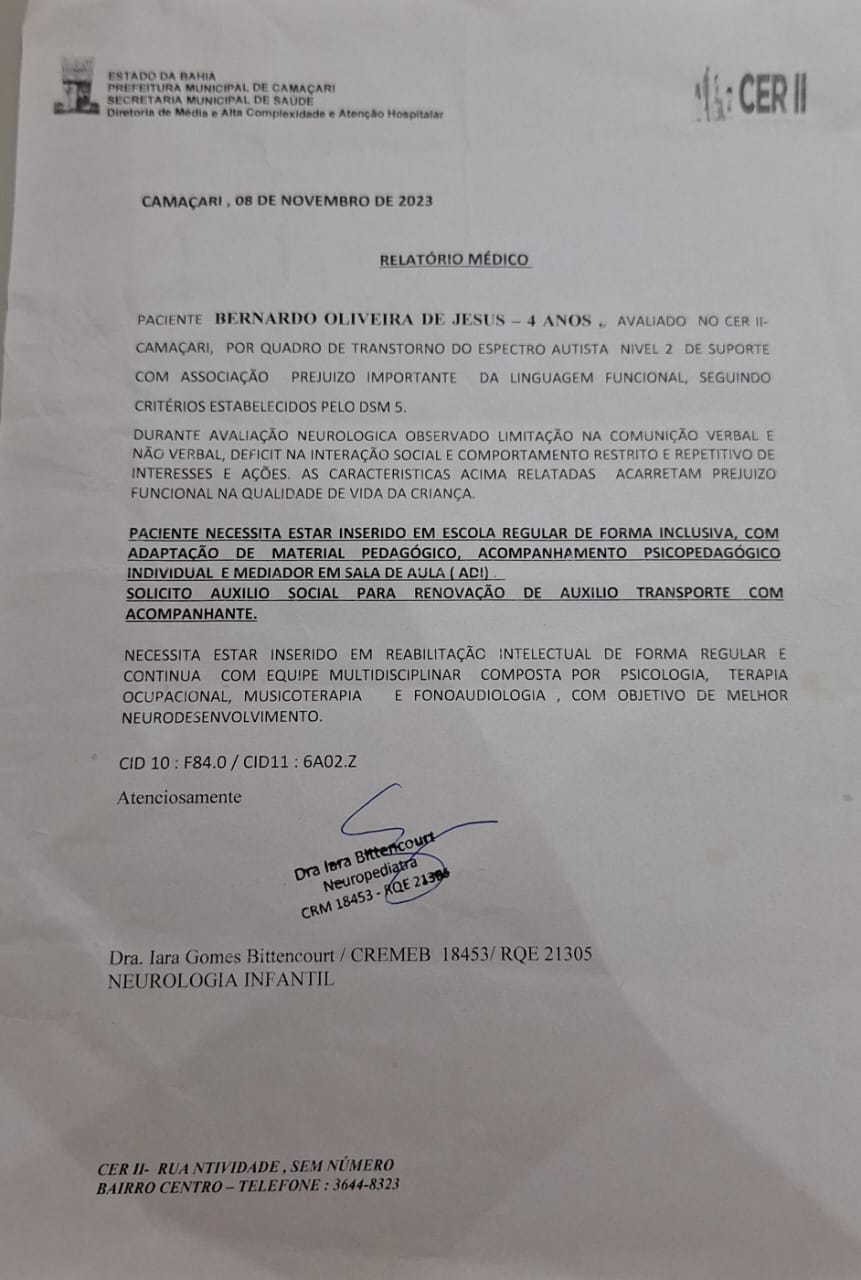 ESTADO DA BAHIA
PREFEITURA MUNICIPAL DE CAMAÇARI
SECRETARIA MUNICIPAL DE SAÚDE
Diretoria de Média e Alta Complexidade e Atenção Hospitalar
CER II
CAMAÇARI , 08 DE NOVEMBRO DE 2023
RELATÓRIO MÉDICO
PACIENTE BERNARDO OLIVEIRA DE JESUS – 4 ANOS ., AVALIADO NO CER II-
CAMAÇARI, POR QUADRO DE TRANSTORNO DO ESPECTRO AUTISTA NIVEL 2 DE SUPORTE
COM ASSOCIAÇÃO PREJUIZO IMPORTANTE DA LINGUAGEM FUNCIONAL, SEGUINDO
CRITÉRIOS ESTABELECIDOS PELO DSM 5.
DURANTE AVALIAÇÃO NEUROLOGICA OBSERVADO LIMITAÇÃO NA COMUNIÇÃO VERBAL E
NÃO VERBAL, DEFICIT NA INTERAÇÃO SOCIAL E COMPORTAMENTO RESTRITO E REPETITIVO DE
INTERESSES E AÇÕES. AS CARACTERISTICAS ACIMA RELATADAS ACARRETAM PREJUIZO
FUNCIONAL NA QUALIDADE DE VIDA DA CRIANÇA.
PACIENTE NECESSITA ESTAR INSERIDO EM ESCOLA REGULAR DE FORMA INCLUSIVA, COM
ADAPTAÇÃO DE MATERIAL PEDAGÓGICO, ACOMPANHAMENTO PSICOPEDAGÓGICO
INDIVIDUAL E MEDIADOR EM SALA DE AULA ( ADI) .
SOLICITO AUXILIO SOCIAL PARA RENOVAÇÃO DE AUXILIO TRANSPORTE COM
ACOMPANHANTE.
NECESSITA ESTAR INSERIDO EM REABILITAÇÃO INTELECTUAL DE FORMA REGULAR E
CONTINUA COM EQUIPE MULTIDISCIPLINAR COMPOSTA POR PSICOLOGIA, TERAPIA
OCUPACIONAL, MUSICOTERAPIA E FONOAUDIOLOGIA , COM OBJETIVO DE MELHOR
NEURODESENVOLVIMENTO.
CID 10 : F84.0 / CID11 : 6A02.Z
Atenciosamente
Dra Iara Bittencourt
Neuropediatra
CRM 18453 - RQE
Dra. Iara Gomes Bittencourt / CREMEB 18453/ RQE 21305
NEUROLOGIA INFANTIL
CER II- RUA NTIVIDADE , SEM NÚMERO
BAIRRO CENTRO – TELEFONE : 3644-8323